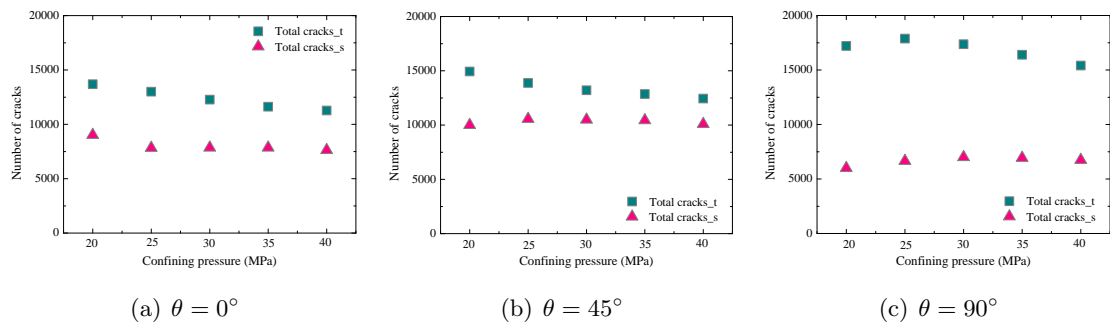 20000
15000
10000
5000
0
Number of cracks
Total cracks_t
Total cracks_s
20 25 30 35 40
Confining pressure (MPa)
(a) θ = 0°
20000
15000
10000
5000
0
Number of cracks
Total cracks_t
Total cracks_s
20 25 30 35 40
Confining pressure (MPa)
(b) θ = 45°
20000
15000
10000
5000
0
Number of cracks
Total cracks_t
Total cracks_s
20 25 30 35 40
Confining pressure (MPa)
(c) θ = 90°